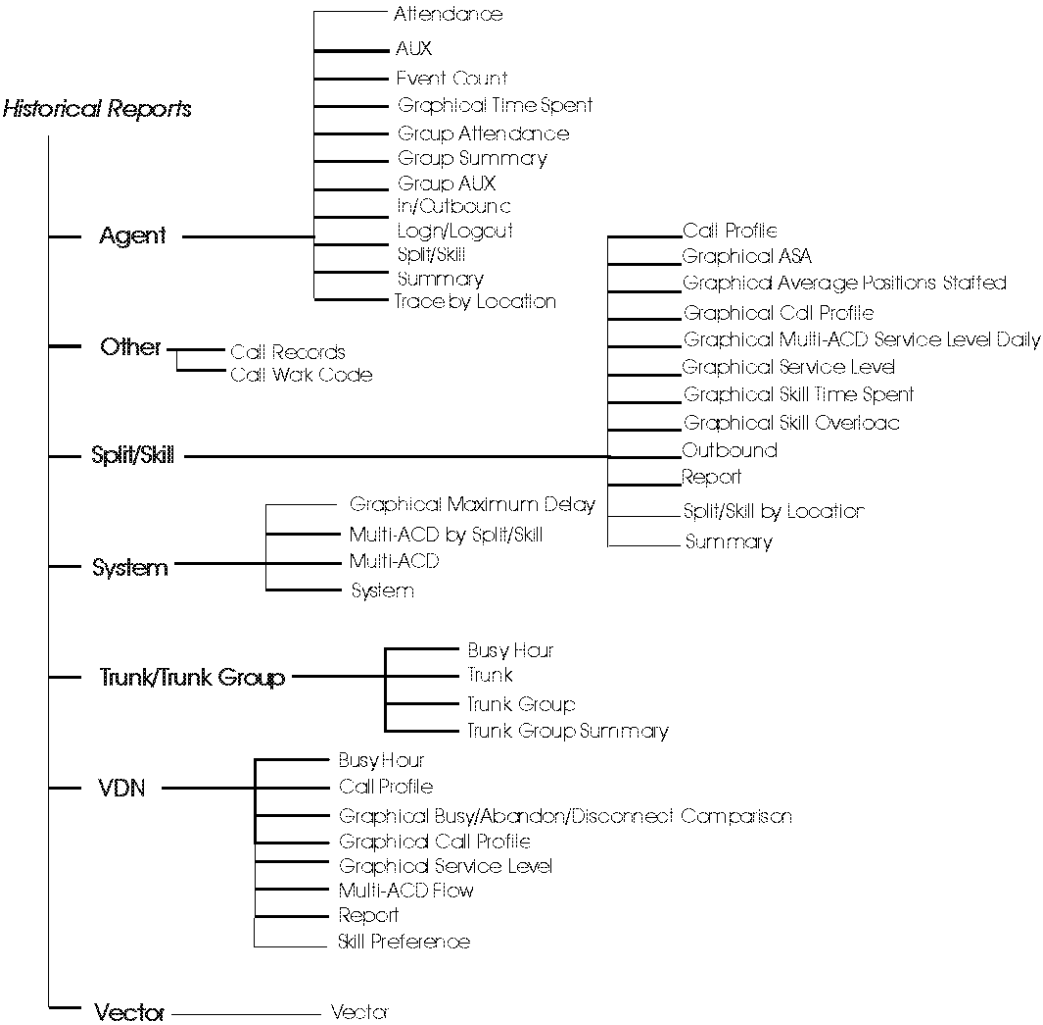 Historical Reports
Agent
Attendance
AUX
Event Count
Graphical Time Spent
Group Attendance
Group Summary
Group AUX
In/Outbound
Login/Logout
Split/Skill
Summary
Trace by Location
Other
Call Records
Call Work Code
Split/Skill
Call Profile
Graphical ASA
Graphical Average Positions Staffed
Graphical Call Profile
Graphical Multi-ACD Service Level Daily
Graphical Service Level
Graphical Skill Time Spent
Graphical Skill Overload
Outbound
Report
Split/Skill by Location
Summary
System
Graphical Maximum Delay
Multi-ACD by Split/Skill
Multi-ACD
System
Trunk/Trunk Group
Busy Hour
Trunk
Trunk Group
Trunk Group Summary
VDN
Busy Hour
Call Profile
Graphical Busy/Abandon/Disconnect Comparison
Graphical Call Profile
Graphical Service Level
Multi-ACD Flow
Report
Skill Preference
Vector
Vector